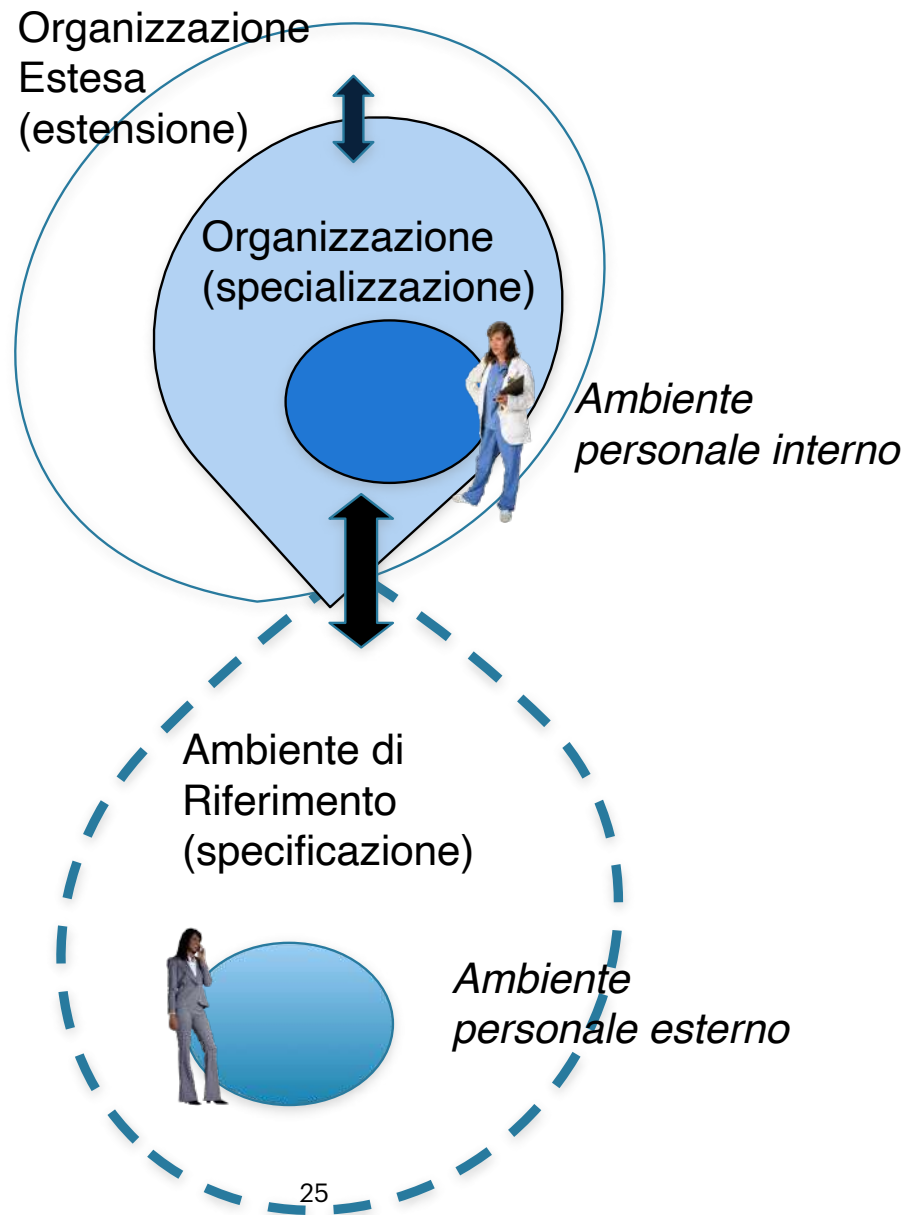 Organizzazione
Estesa
(estensione)
Organizzazione
(specializzazione)
Ambiente
personale interno
Ambiente di
Riferimento
(specificazione)
Ambiente
personale esterno
25